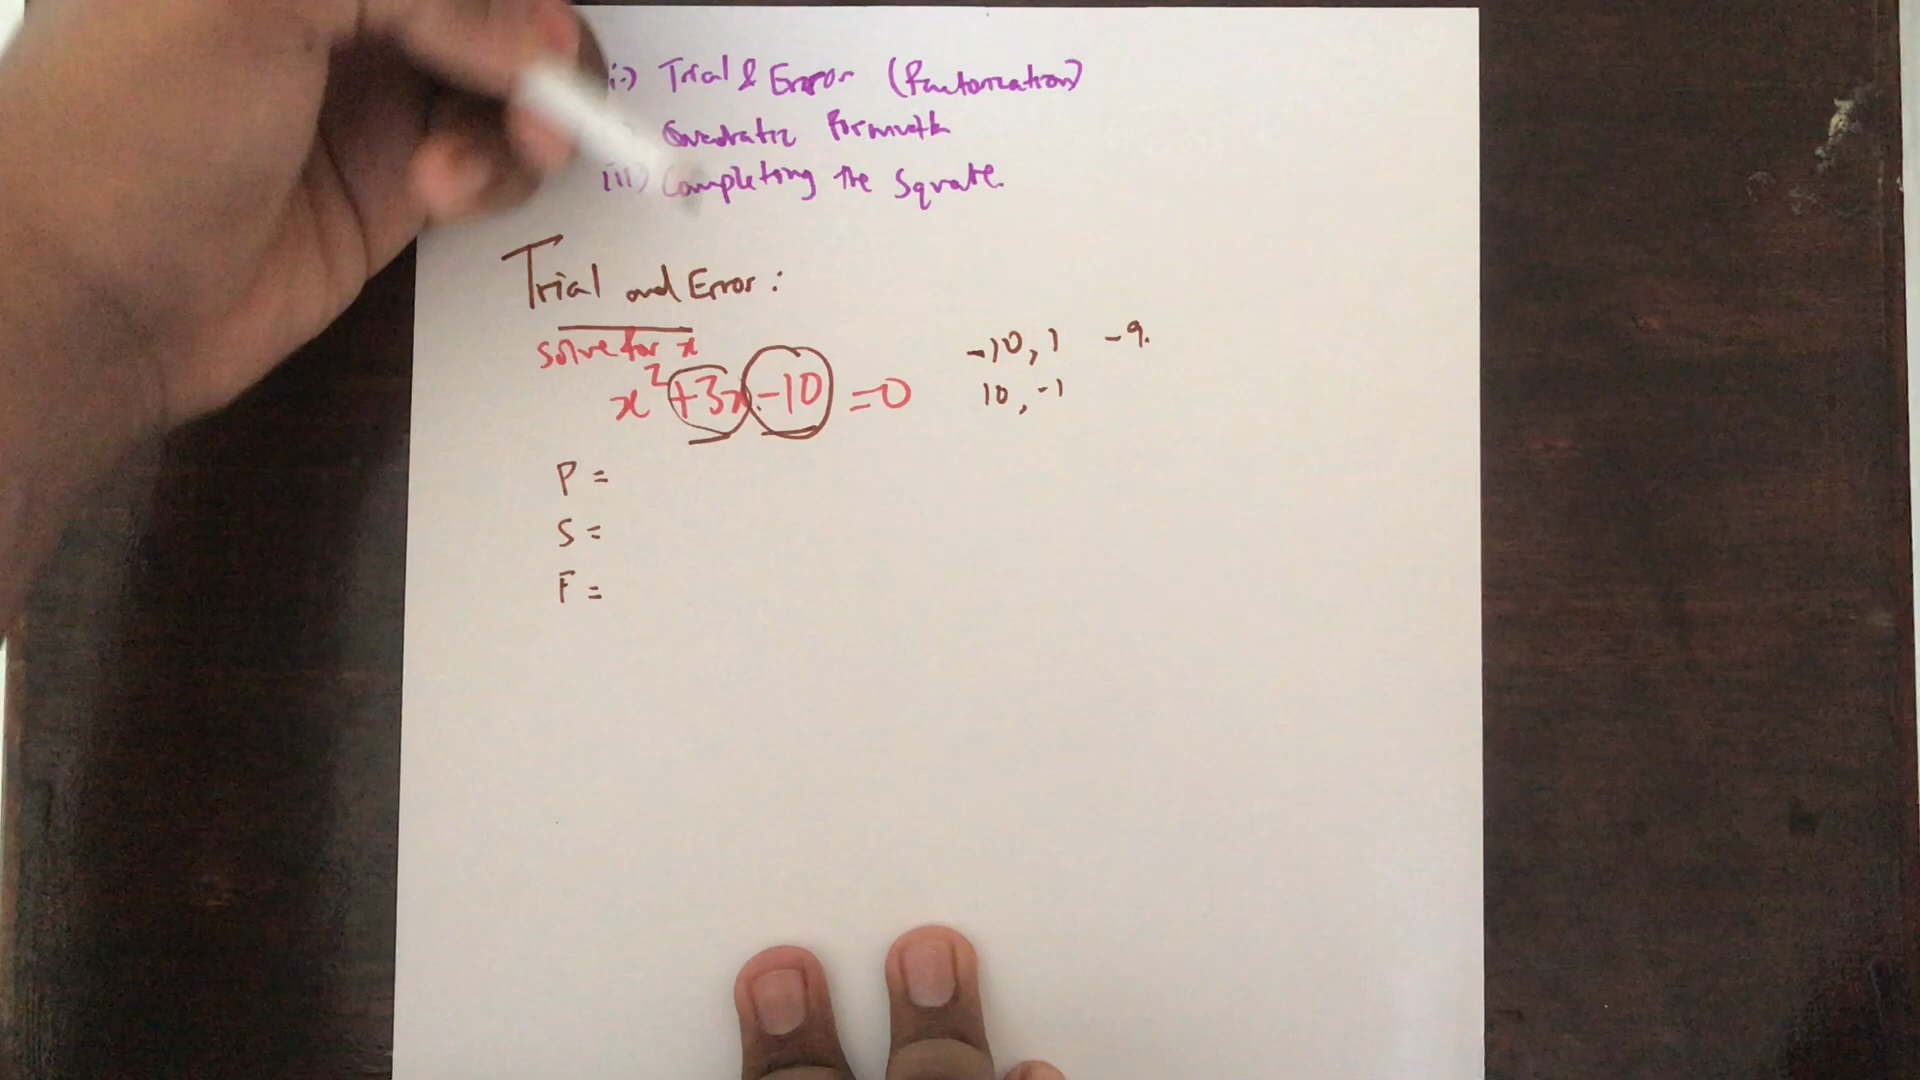 i.) Trial & Error (Factorization)
Quadratic Formula
iii) Completing the Square.
Trial and Error:
Solve for x
x² +3x -10 = 0
-10, 1 -9.
10, -1
P =
S =
F =